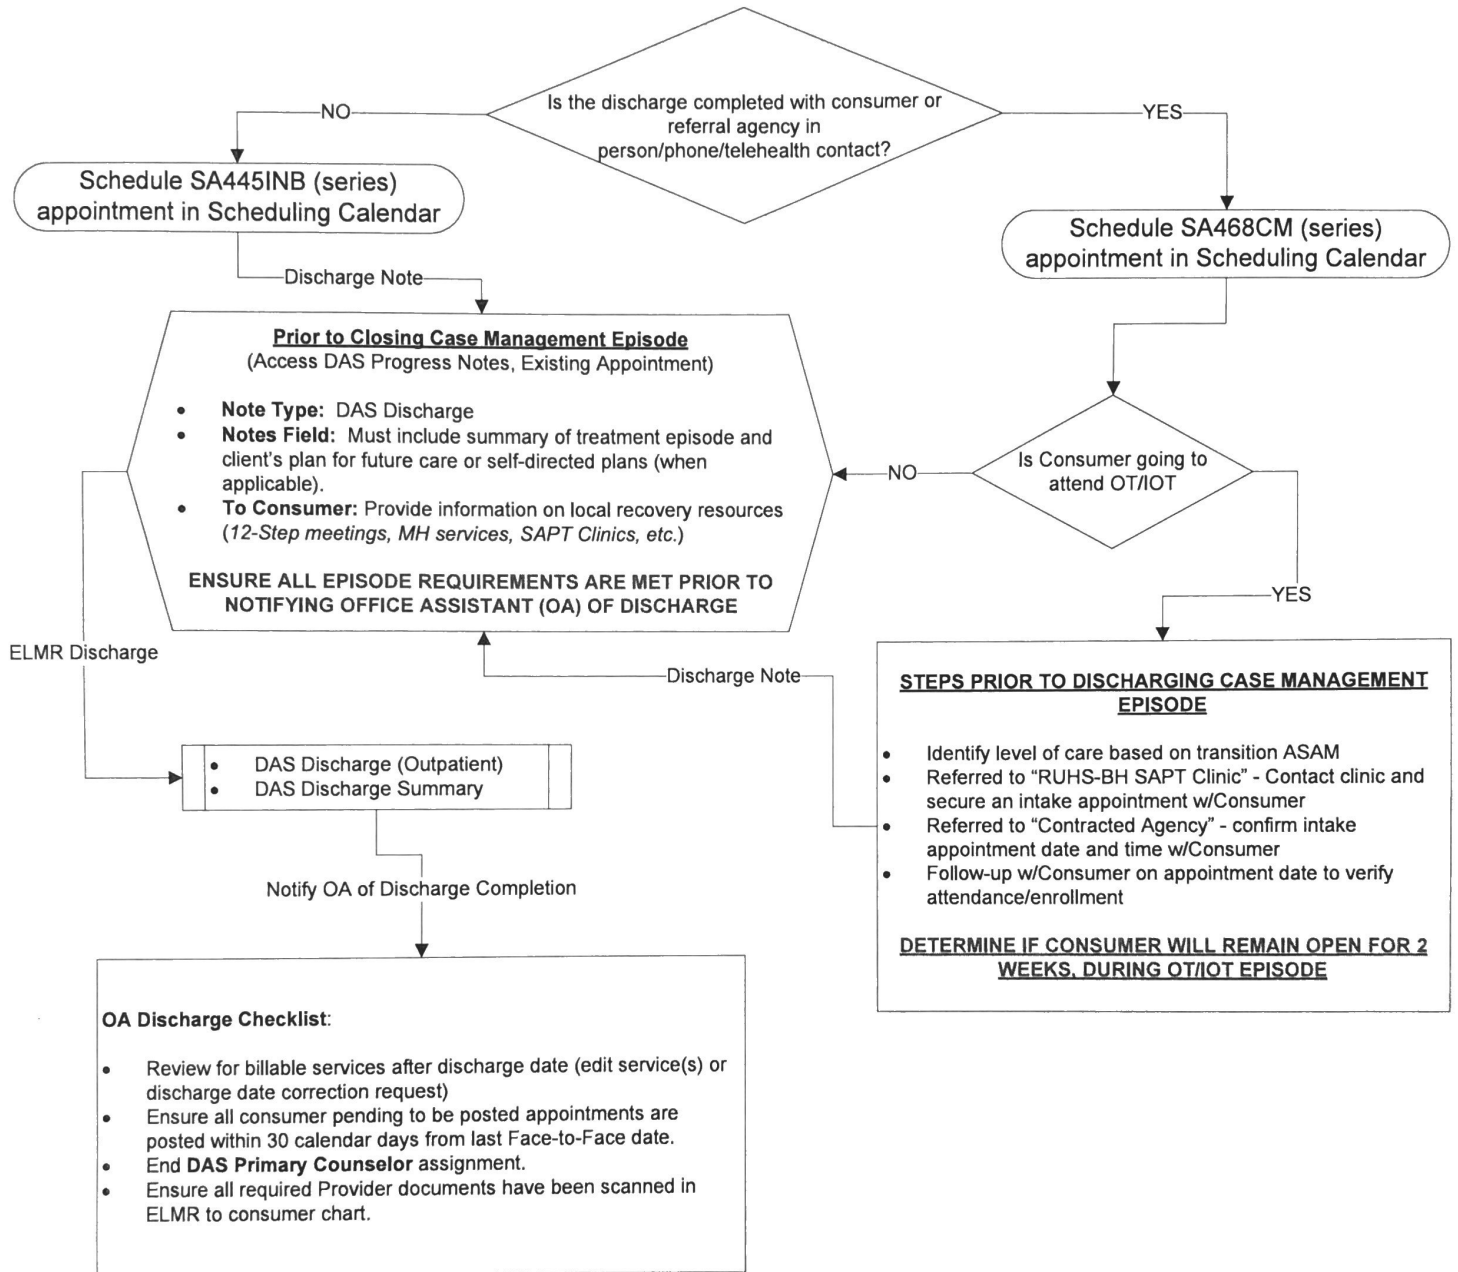 Is the discharge completed with consumer or
referral agency in
person/phone/telehealth contact?
NO
YES
Schedule SA445INB (series)
appointment in Scheduling Calendar
Schedule SA468CM (series)
appointment in Scheduling Calendar
Discharge Note
Prior to Closing Case Management Episode
(Access DAS Progress Notes, Existing Appointment)
• Note Type: DAS Discharge
• Notes Field: Must include summary of treatment episode and
client's plan for future care or self-directed plans (when
applicable).
• To Consumer: Provide information on local recovery resources
(12-Step meetings, MH services, SAPT Clinics, etc.)
ENSURE ALL EPISODE REQUIREMENTS ARE MET PRIOR TO
NOTIFYING OFFICE ASSISTANT (OA) OF DISCHARGE
NO
Is Consumer going to
attend OT/IOT
YES
ELMR Discharge
Discharge Note
STEPS PRIOR TO DISCHARGING CASE MANAGEMENT
EPISODE
• Identify level of care based on transition ASAM
• Referred to “RUHS-BH SAPT Clinic” - Contact clinic and
secure an intake appointment w/Consumer
• Referred to “Contracted Agency” - confirm intake
appointment date and time w/Consumer
• Follow-up w/Consumer on appointment date to verify
attendance/enrollment
DETERMINE IF CONSUMER WILL REMAIN OPEN FOR 2
WEEKS, DURING OT/IOT EPISODE
• DAS Discharge (Outpatient)
• DAS Discharge Summary
Notify OA of Discharge Completion
OA Discharge Checklist:
• Review for billable services after discharge date (edit service(s) or
discharge date correction request)
• Ensure all consumer pending to be posted appointments are
posted within 30 calendar days from last Face-to-Face date.
• End DAS Primary Counselor assignment.
• Ensure all required Provider documents have been scanned in
ELMR to consumer chart.